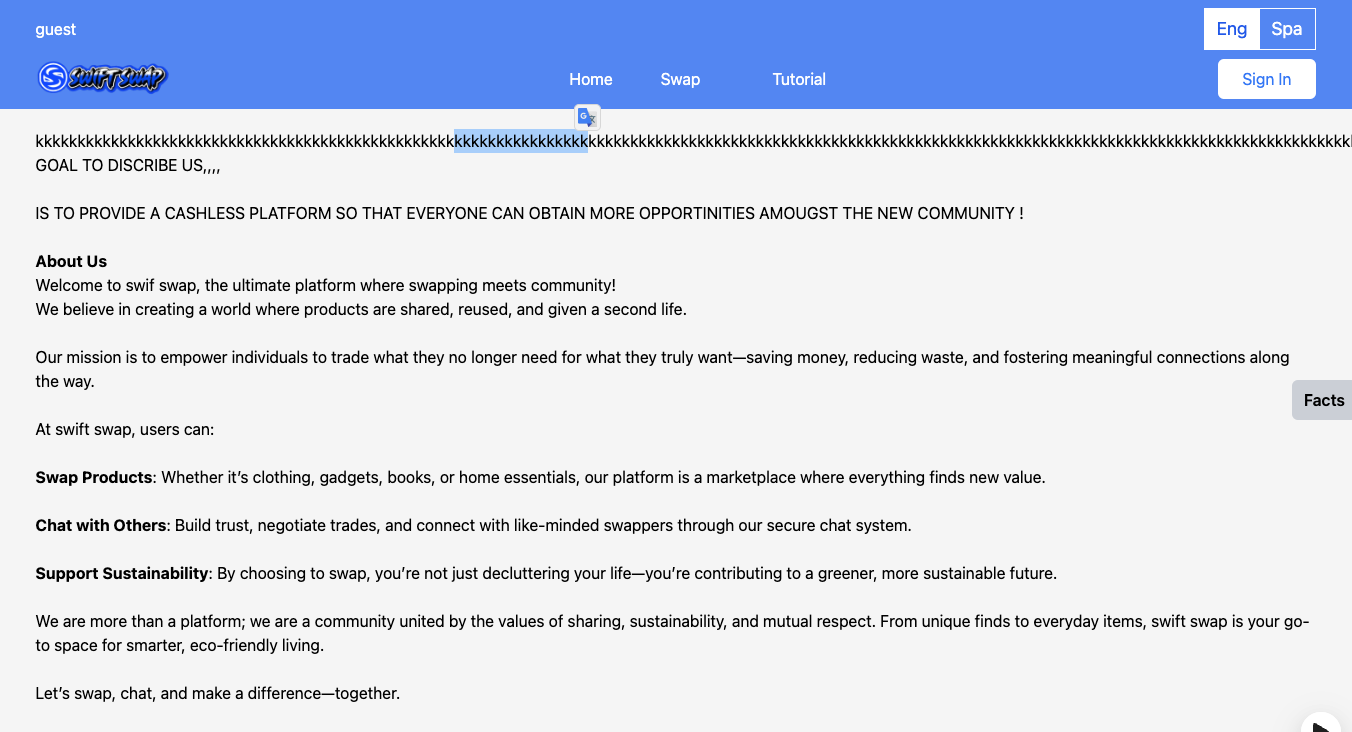 guest
Eng Spa
SWIFTSWAP
Home Swap Tutorial
Sign In
GOAL TO DISCRIBE US,,,,
IS TO PROVIDE A CASHLESS PLATFORM SO THAT EVERYONE CAN OBTAIN MORE OPPORTINITIES AMOUGST THE NEW COMMUNITY !
About Us
Welcome to swif swap, the ultimate platform where swapping meets community!
We believe in creating a world where products are shared, reused, and given a second life.
Our mission is to empower individuals to trade what they no longer need for what they truly want—saving money, reducing waste, and fostering meaningful connections along
the way.
Facts
At swift swap, users can:
Swap Products: Whether it’s clothing, gadgets, books, or home essentials, our platform is a marketplace where everything finds new value.
Chat with Others: Build trust, negotiate trades, and connect with like-minded swappers through our secure chat system.
Support Sustainability: By choosing to swap, you’re not just decluttering your life—you’re contributing to a greener, more sustainable future.
We are more than a platform; we are a community united by the values of sharing, sustainability, and mutual respect. From unique finds to everyday items, swift swap is your go-
to space for smarter, eco-friendly living.
Let’s swap, chat, and make a difference—together.